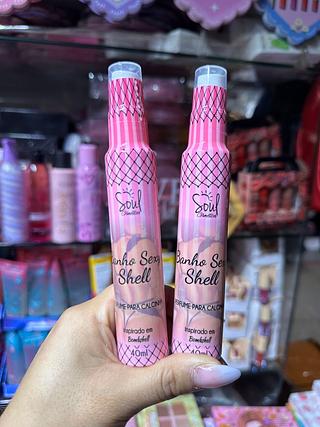 Soul
Cosméticos
Banho Sexy
Shell
PERFUME PARA CALCINHA
Inspirado em
Bombshell
40ml
Soul
Cosméticos
Banho Sexy
Shell
PERFUME PARA CALCINHA
Inspirado em
Bombshell
40ml